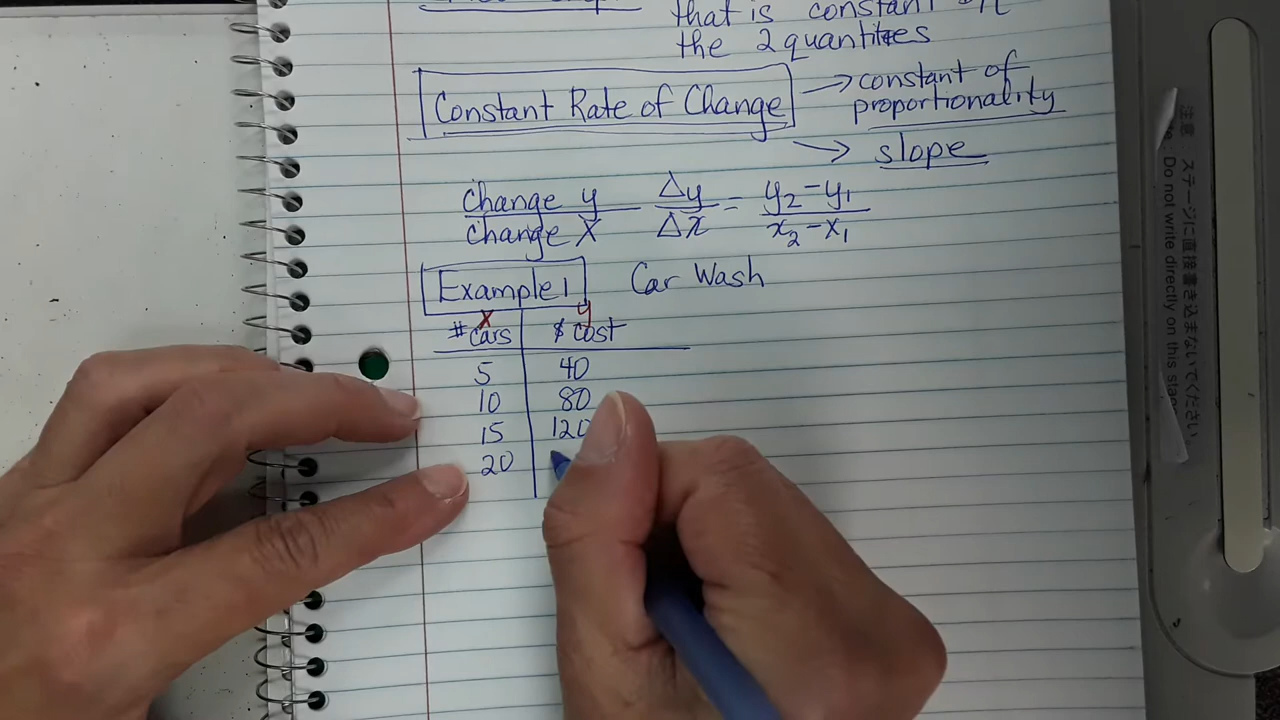 that is constant
the 2 quantities
Constant Rate of Change → constant of
proportionality
→ slope
change y / change x Δy / Δx = y₂ - y₁ / x₂ - x₁
Example 1 Car Wash
x y
# cars $ cost
5 40
10 80
15 120
20
注意 ステージに直接書き込まないでください
Do not write directly on this stage